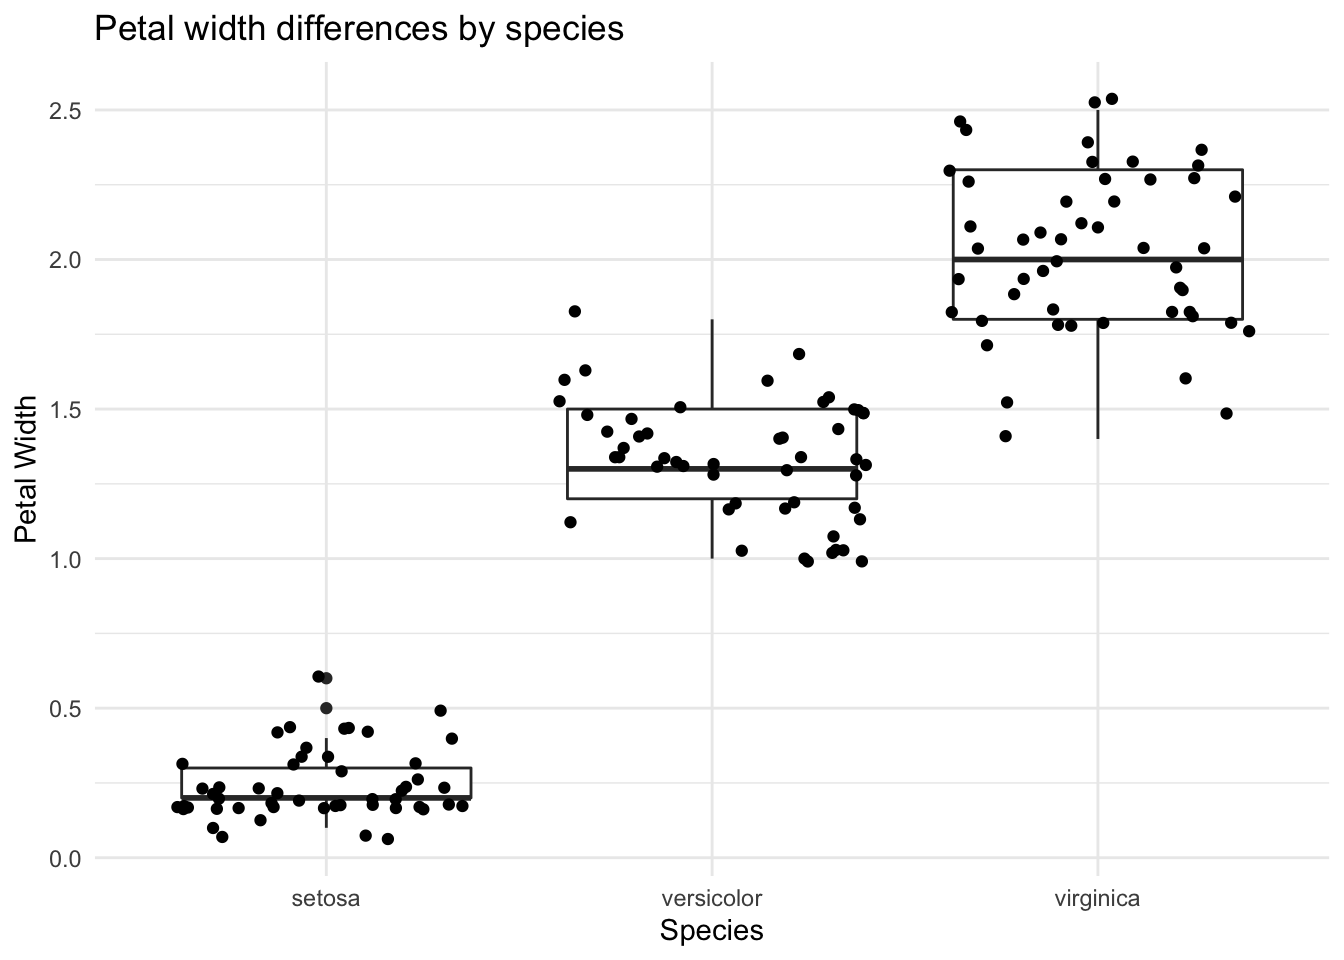 Petal width differences by species
Petal Width
2.5
2.0
1.5
1.0
0.5
0.0
setosa versicolor virginica
Species